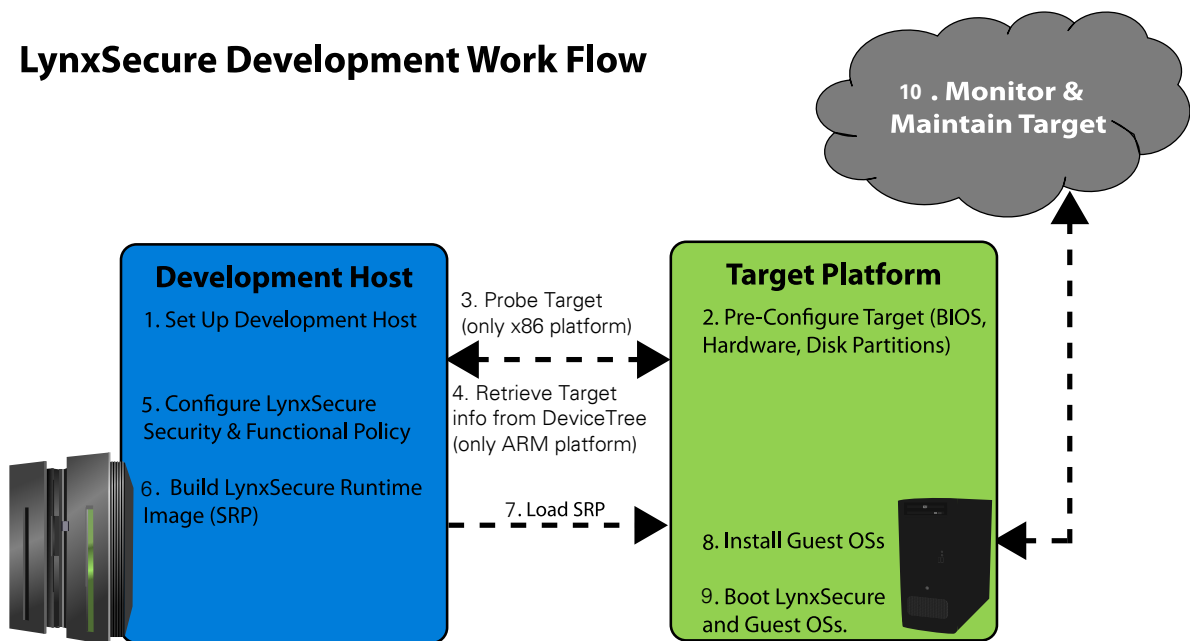 LynxSecure Development Work Flow
10 . Monitor &
Maintain Target
Development Host
1. Set Up Development Host
5. Configure LynxSecure
Security & Functional Policy
6. Build LynxSecure Runtime
Image (SRP)
3. Probe Target
(only x86 platform)
4. Retrieve Target
info from DeviceTree
(only ARM platform)
7. Load SRP
Target Platform
2. Pre-Configure Target (BIOS,
Hardware, Disk Partitions)
8. Install Guest OSs
9. Boot LynxSecure
and Guest OSs.